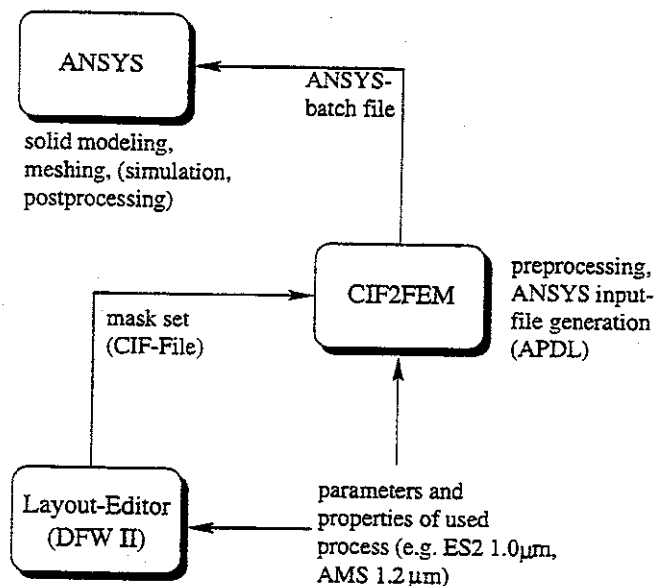 ANSYS
ANSYS-
batch file
solid modeling,
meshing, (simulation,
postprocessing)
CIF2FEM
preprocessing,
ANSYS input-
file generation
(APDL)
mask set
(CIF-File)
Layout-Editor
(DFW II)
parameters and
properties of used
process (e.g. ES2 1.0µm,
AMS 1.2µm)